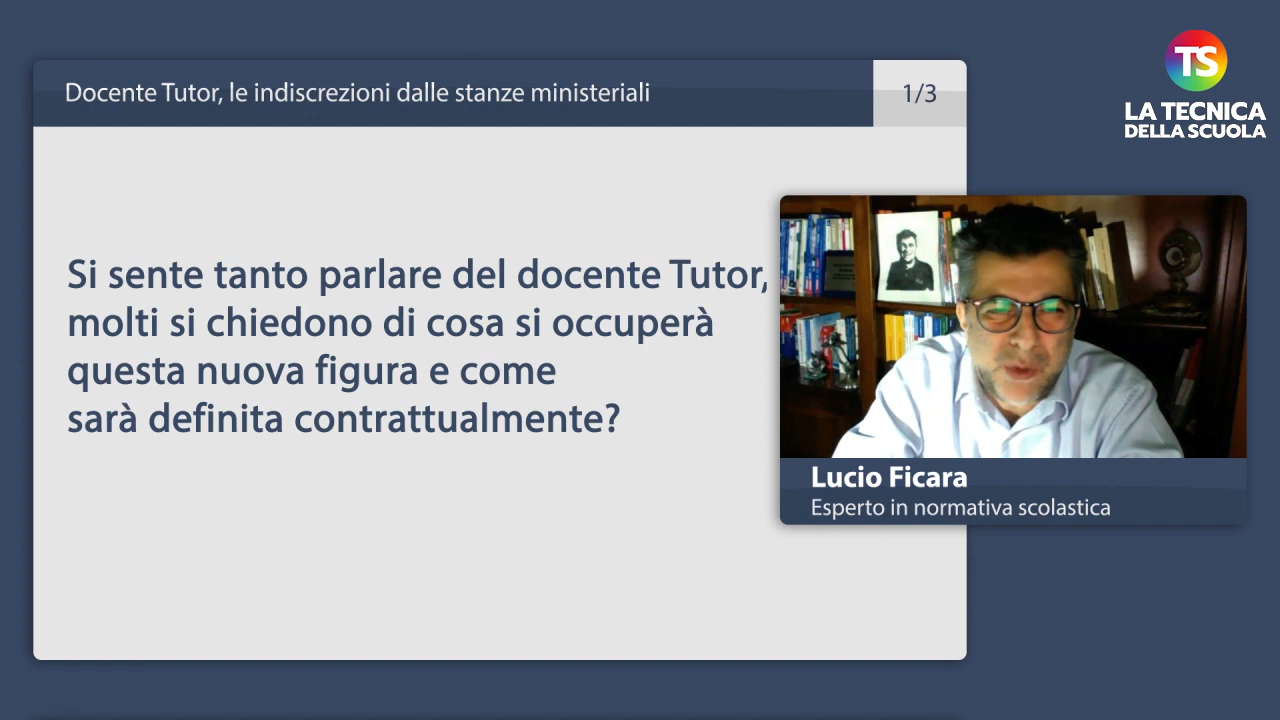 Docente Tutor, le indiscrezioni dalle stanze ministeriali
1/3
TS
LA TECNICA
DELLA SCUOLA
Si sente tanto parlare del docente Tutor,
molti si chiedono di cosa si occuperà
questa nuova figura e come
sarà definita contrattualmente?
Lucio Ficara
Esperto in normativa scolastica